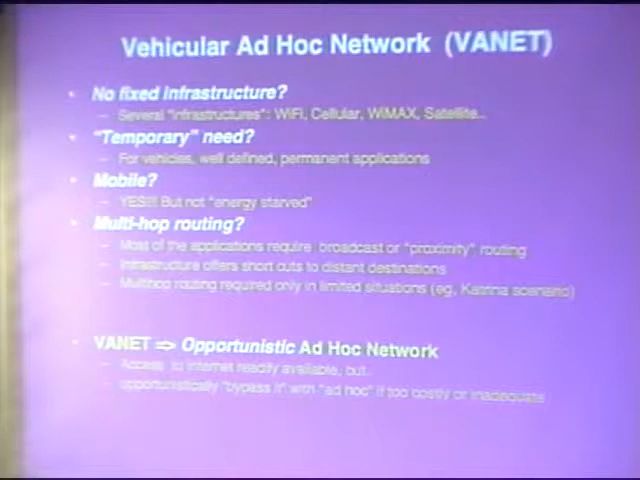 Vehicular Ad Hoc Network (VANET)
• No fixed Infrastructure?
– Several "infrastructures": WiFi, Cellular, WiMAX, Satellite..
• "Temporary" need?
– For vehicles, well defined, permanent applications
• Mobile?
– YES!!! But not "energy starved"
• Multi-hop routing?
– Most of the applications require broadcast or "proximity" routing
– Infrastructure offers short cuts to distant destinations
– Multihop routing required only in limited situations (eg, Katrina scenario)
• VANET => Opportunistic Ad Hoc Network
– Access to Internet readily available, but..
– opportunistically "bypass it" with "ad hoc" if too costly or inadequate